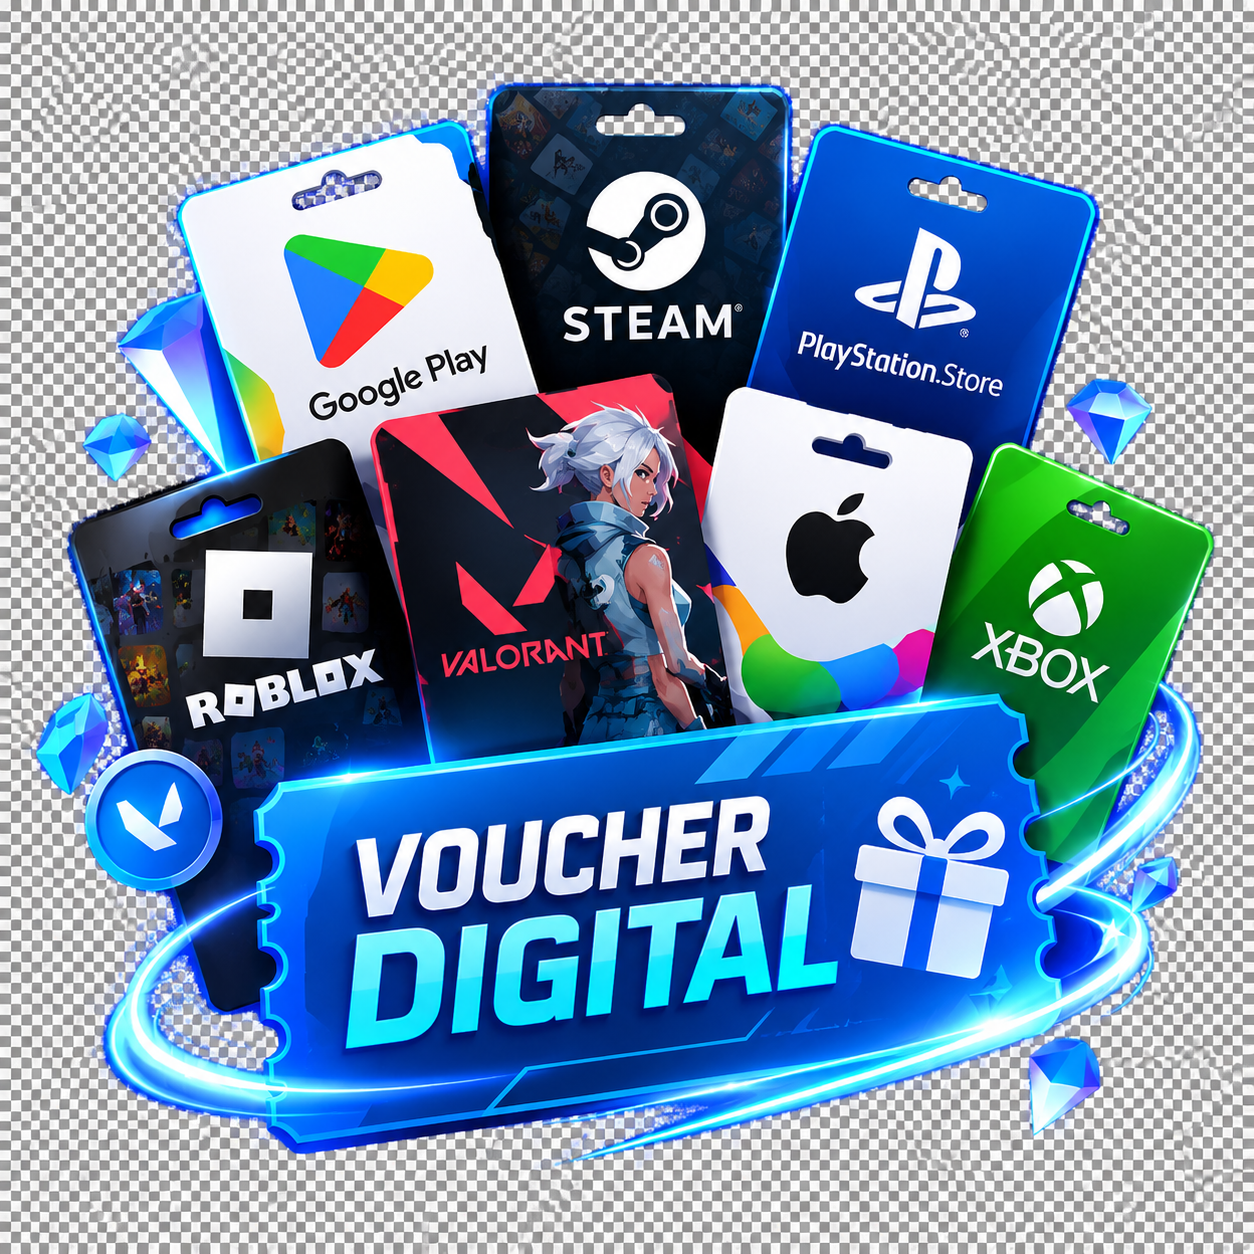 Google Play
STEAM®
PlayStation®Store
ROBLOX
VALORANT
XBOX
VOUCHER
DIGITAL